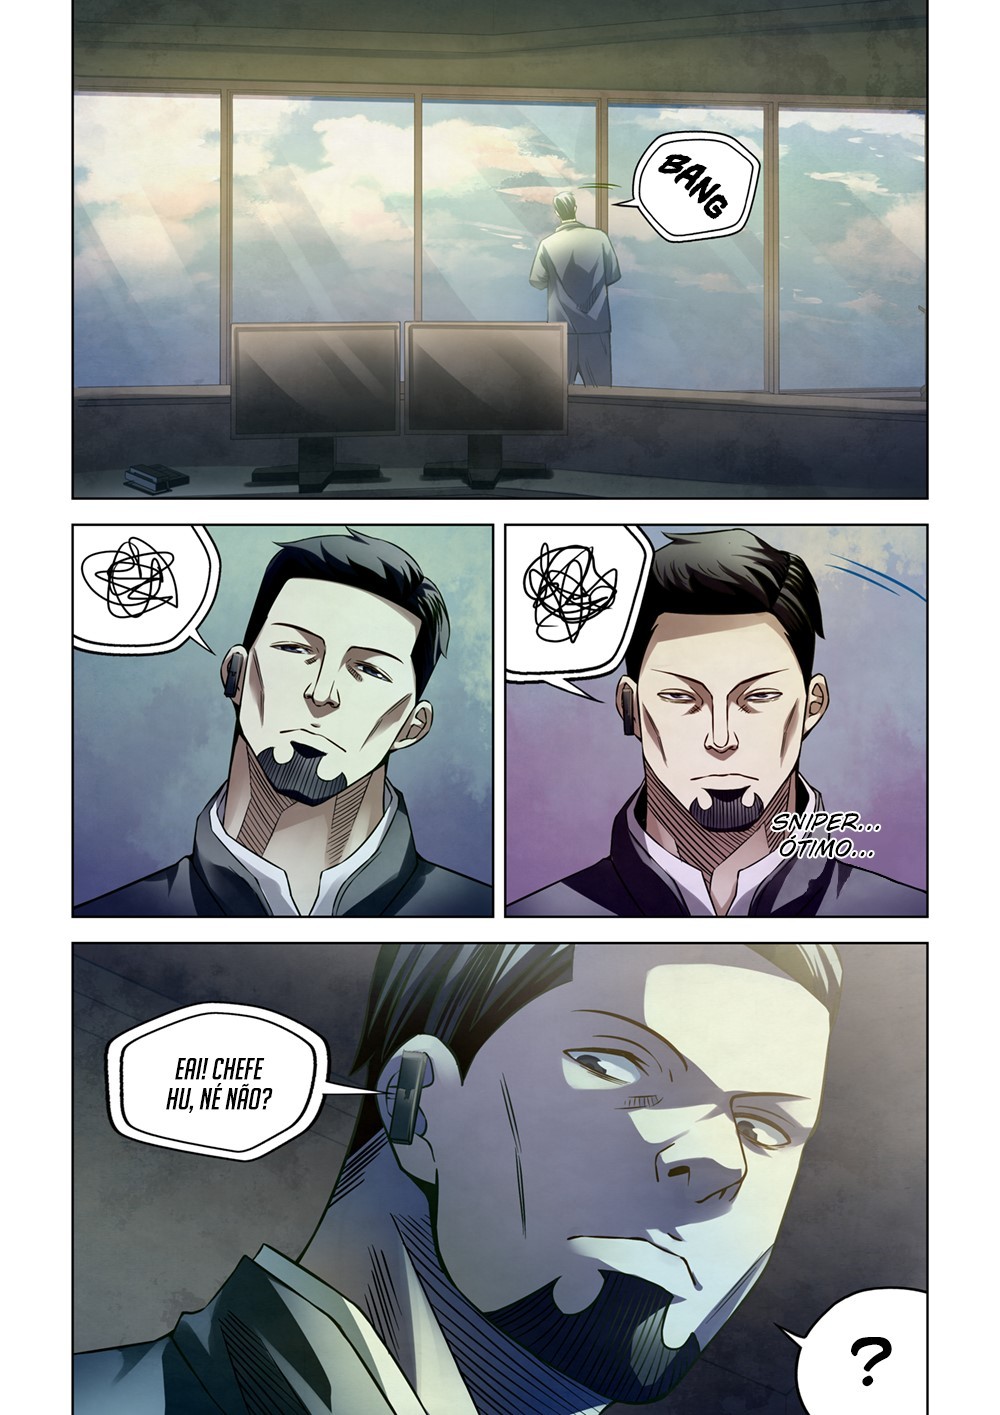 BANG
SNIPER...
ÓTIMO...
EAI! CHEFE
HU, NÉ NÃO?
?